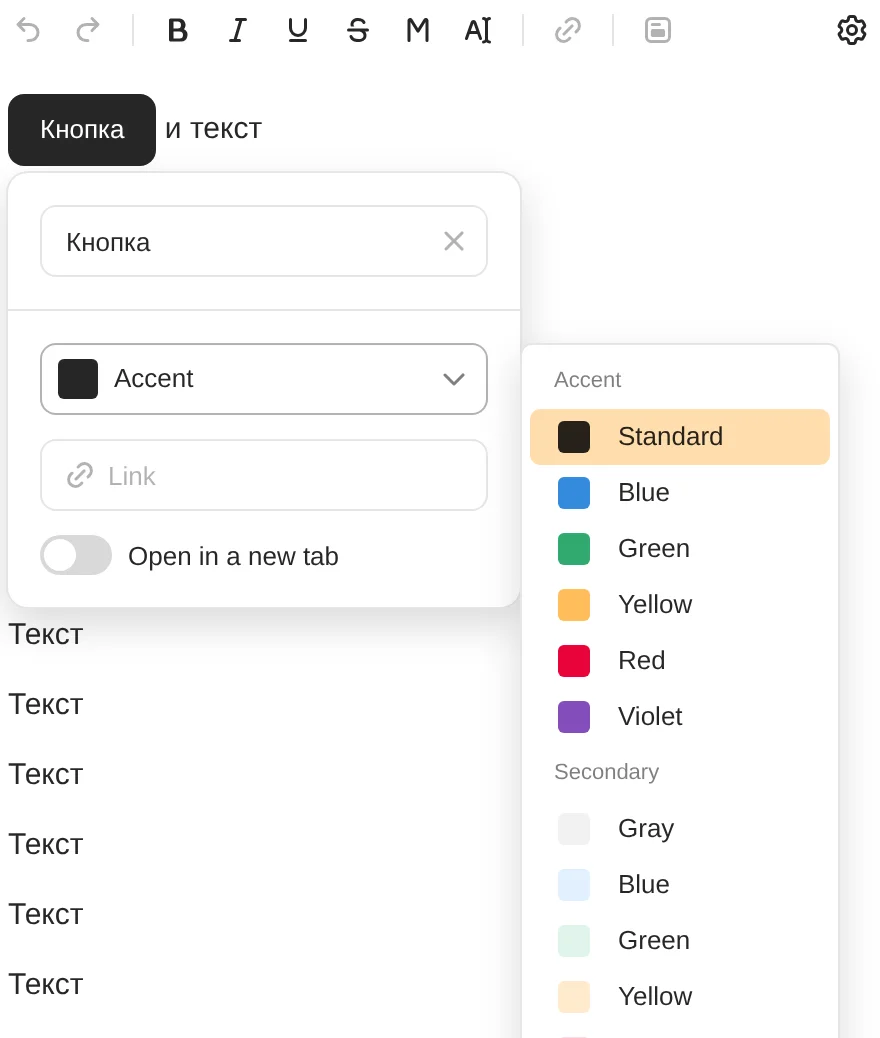 Кнопка и текст
Кнопка
Accent
Link
Open in a new tab
Accent
Standard
Blue
Green
Yellow
Red
Violet
Secondary
Gray
Blue
Green
Yellow
Текст
Текст
Текст
Текст
Текст
Текст